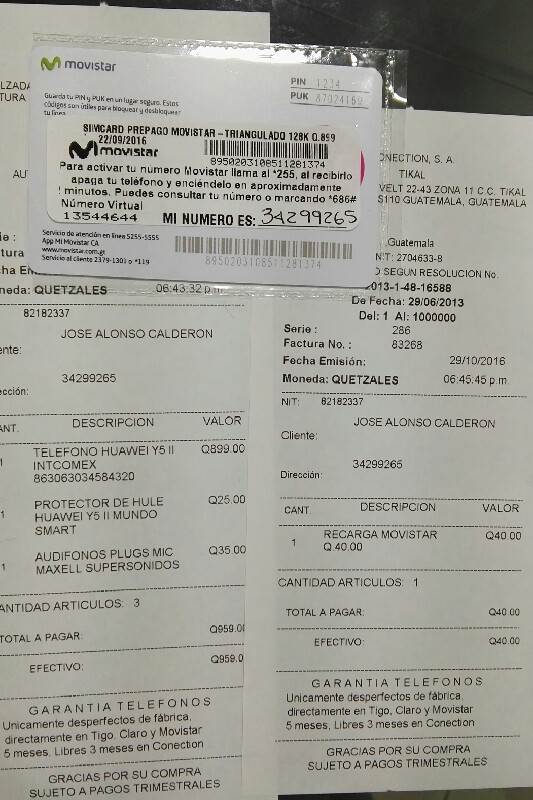 movistar
Guarda tu PIN y PUK en un lugar seguro. Estos
códigos son útiles para bloquear y desbloquear
tu línea.
PIN 1234
PUK 87024159
SIMCARD PREPAGO MOVISTAR - TRIANGULADO 128K Q.899
22/09/2016
movistar
8950203108511281374
Para activar tu número Movistar llama al *255, al recibirlo
apaga tu teléfono y enciéndelo en aproximadamente
minutos. Puedes consultar tu número o marcando *686#
Número Virtual
13544644 MI NUMERO ES: 34299265
Servicio de atención en línea 5255-5555
App Mi Movistar CA
www.movistar.com.gt
Servicio al cliente 2379-1301 o *119
8950203108511281374
LZADA
TURA
AUT
ie :
tura
cha Em
neda: QUETZALES 06:43:32 p.m
82182337
JOSE ALONSO CALDERON
ente:
34299265
ección:
ANT. DESCRIPCION VALOR
1 TELEFONO HUAWEI Y5 II Q899.00
INTCOMEX
863063034584320
1 PROTECTOR DE HULE Q25.00
HUAWEI Y5 II MUNDO
SMART
1 AUDIFONOS PLUGS MIC Q35.00
MAXELL SUPERSONIDOS
ANTIDAD ARTICULOS: 3
TOTAL A PAGAR: Q959.00
EFECTIVO: Q959.0
GARANTIA TELEFONOS
Unicamente desperfectos de fábrica,
directamente en Tigo, Claro y Movistar
5 meses, Libres 3 meses en Conection
GRACIAS POR SU COMPRA
SUJETO A PAGOS TRIMESTRALES
ONECTION, S. A.
TIKAL
VELT 22-43 ZONA 11 C.C. TIKAL
S110 GUATEMALA, GUATEMALA
Guatemala
NIT: 2704633-8
O SEGUN RESOLUCION No.
2013-1-48-16588
De Fecha: 29/06/2013
Del: 1 Al: 1000000
Serie : 286
Factura No. : 83268
Fecha Emisión: 29/10/2016
Moneda: QUETZALES 06:45:45 p.m
NIT: 82182337
JOSE ALONSO CALDERON
Cliente:
34299265
Dirección:
CANT. DESCRIPCION VALOR
1 RECARGA MOVISTAR Q40.00
Q.40.00
CANTIDAD ARTICULOS: 1
TOTAL A PAGAR: Q40.00
EFECTIVO: Q40.00
GARANTIA TELEFONOS
Unicamente desperfectos de fábrica,
directamente en Tigo, Claro y Movistar
5 meses, Libres 3 meses en Conection
GRACIAS POR SU COMPRA
SUJETO A PAGOS TRIMESTRALES